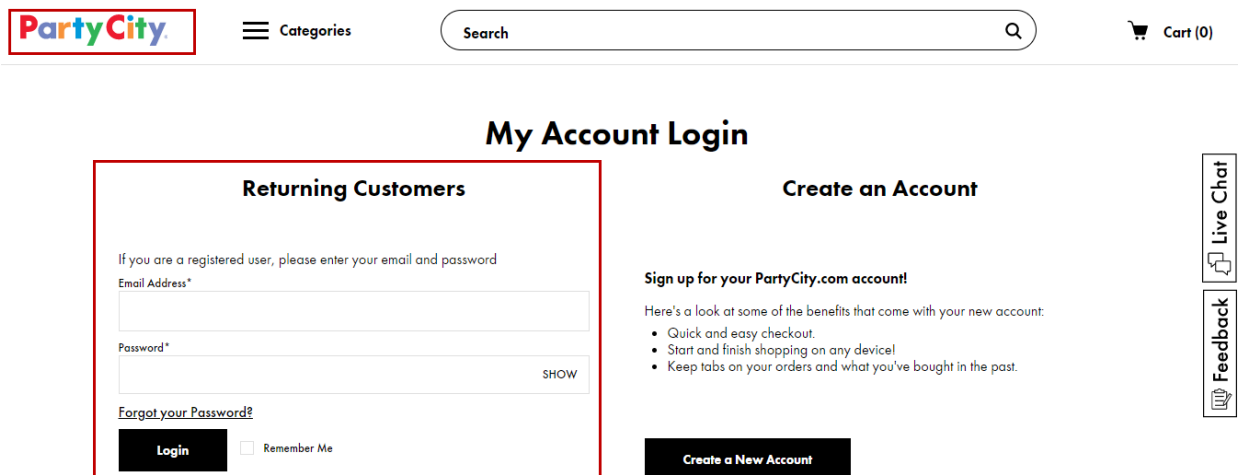 PartyCity
Categories
Search
Cart (0)
My Account Login
Returning Customers
If you are a registered user, please enter your email and password
Email Address*
Password*
SHOW
Forgot your Password?
Login
Remember Me
Create an Account
Sign up for your PartyCity.com account!
Here's a look at some of the benefits that come with your new account:
• Quick and easy checkout.
• Start and finish shopping on any device!
• Keep tabs on your orders and what you've bought in the past.
Create a New Account
Live Chat
Feedback